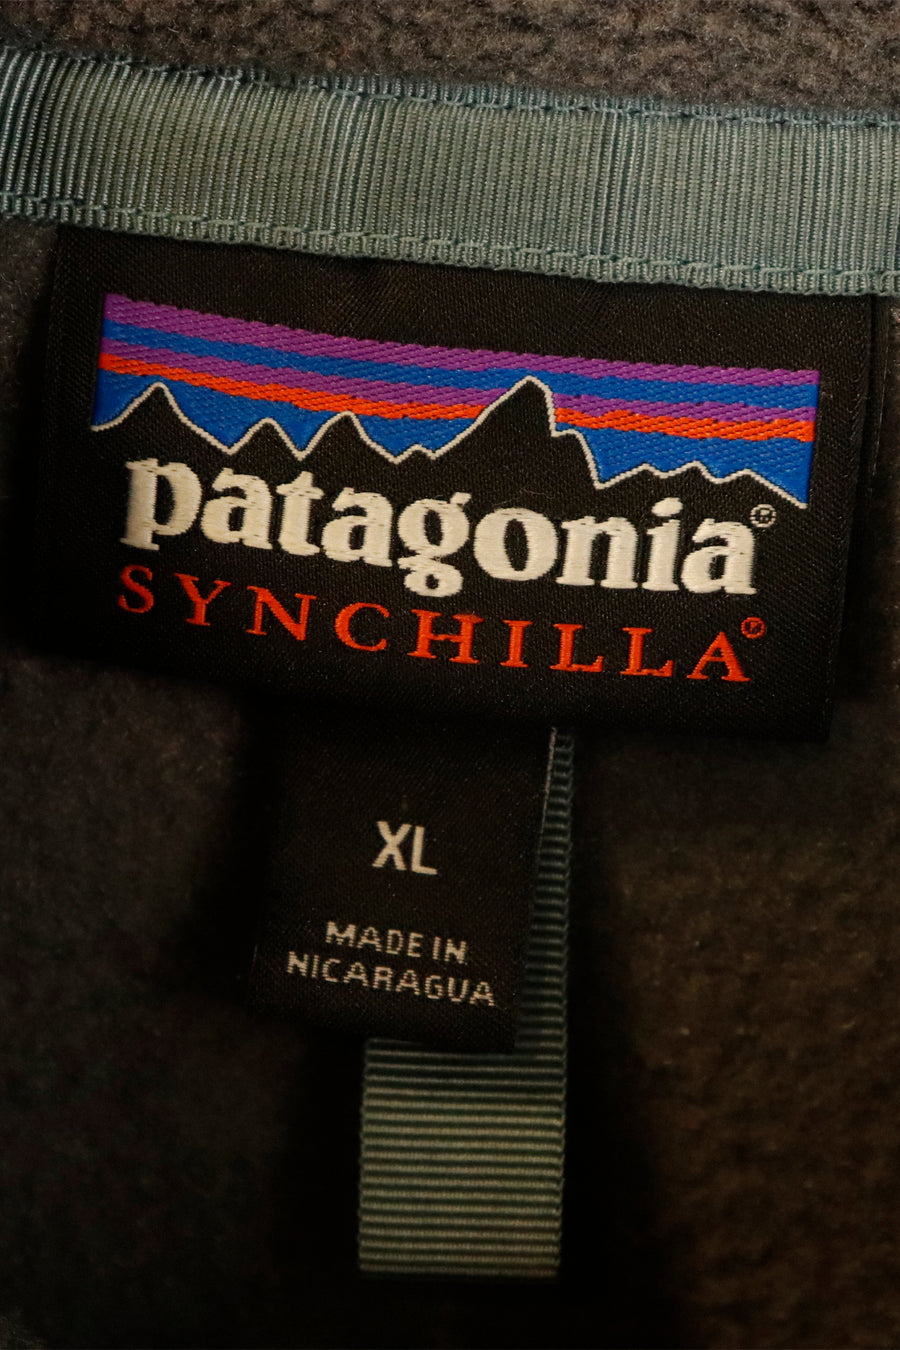 patagonia®
SYNCHILLA®
XL
MADE IN
NICARAGUA